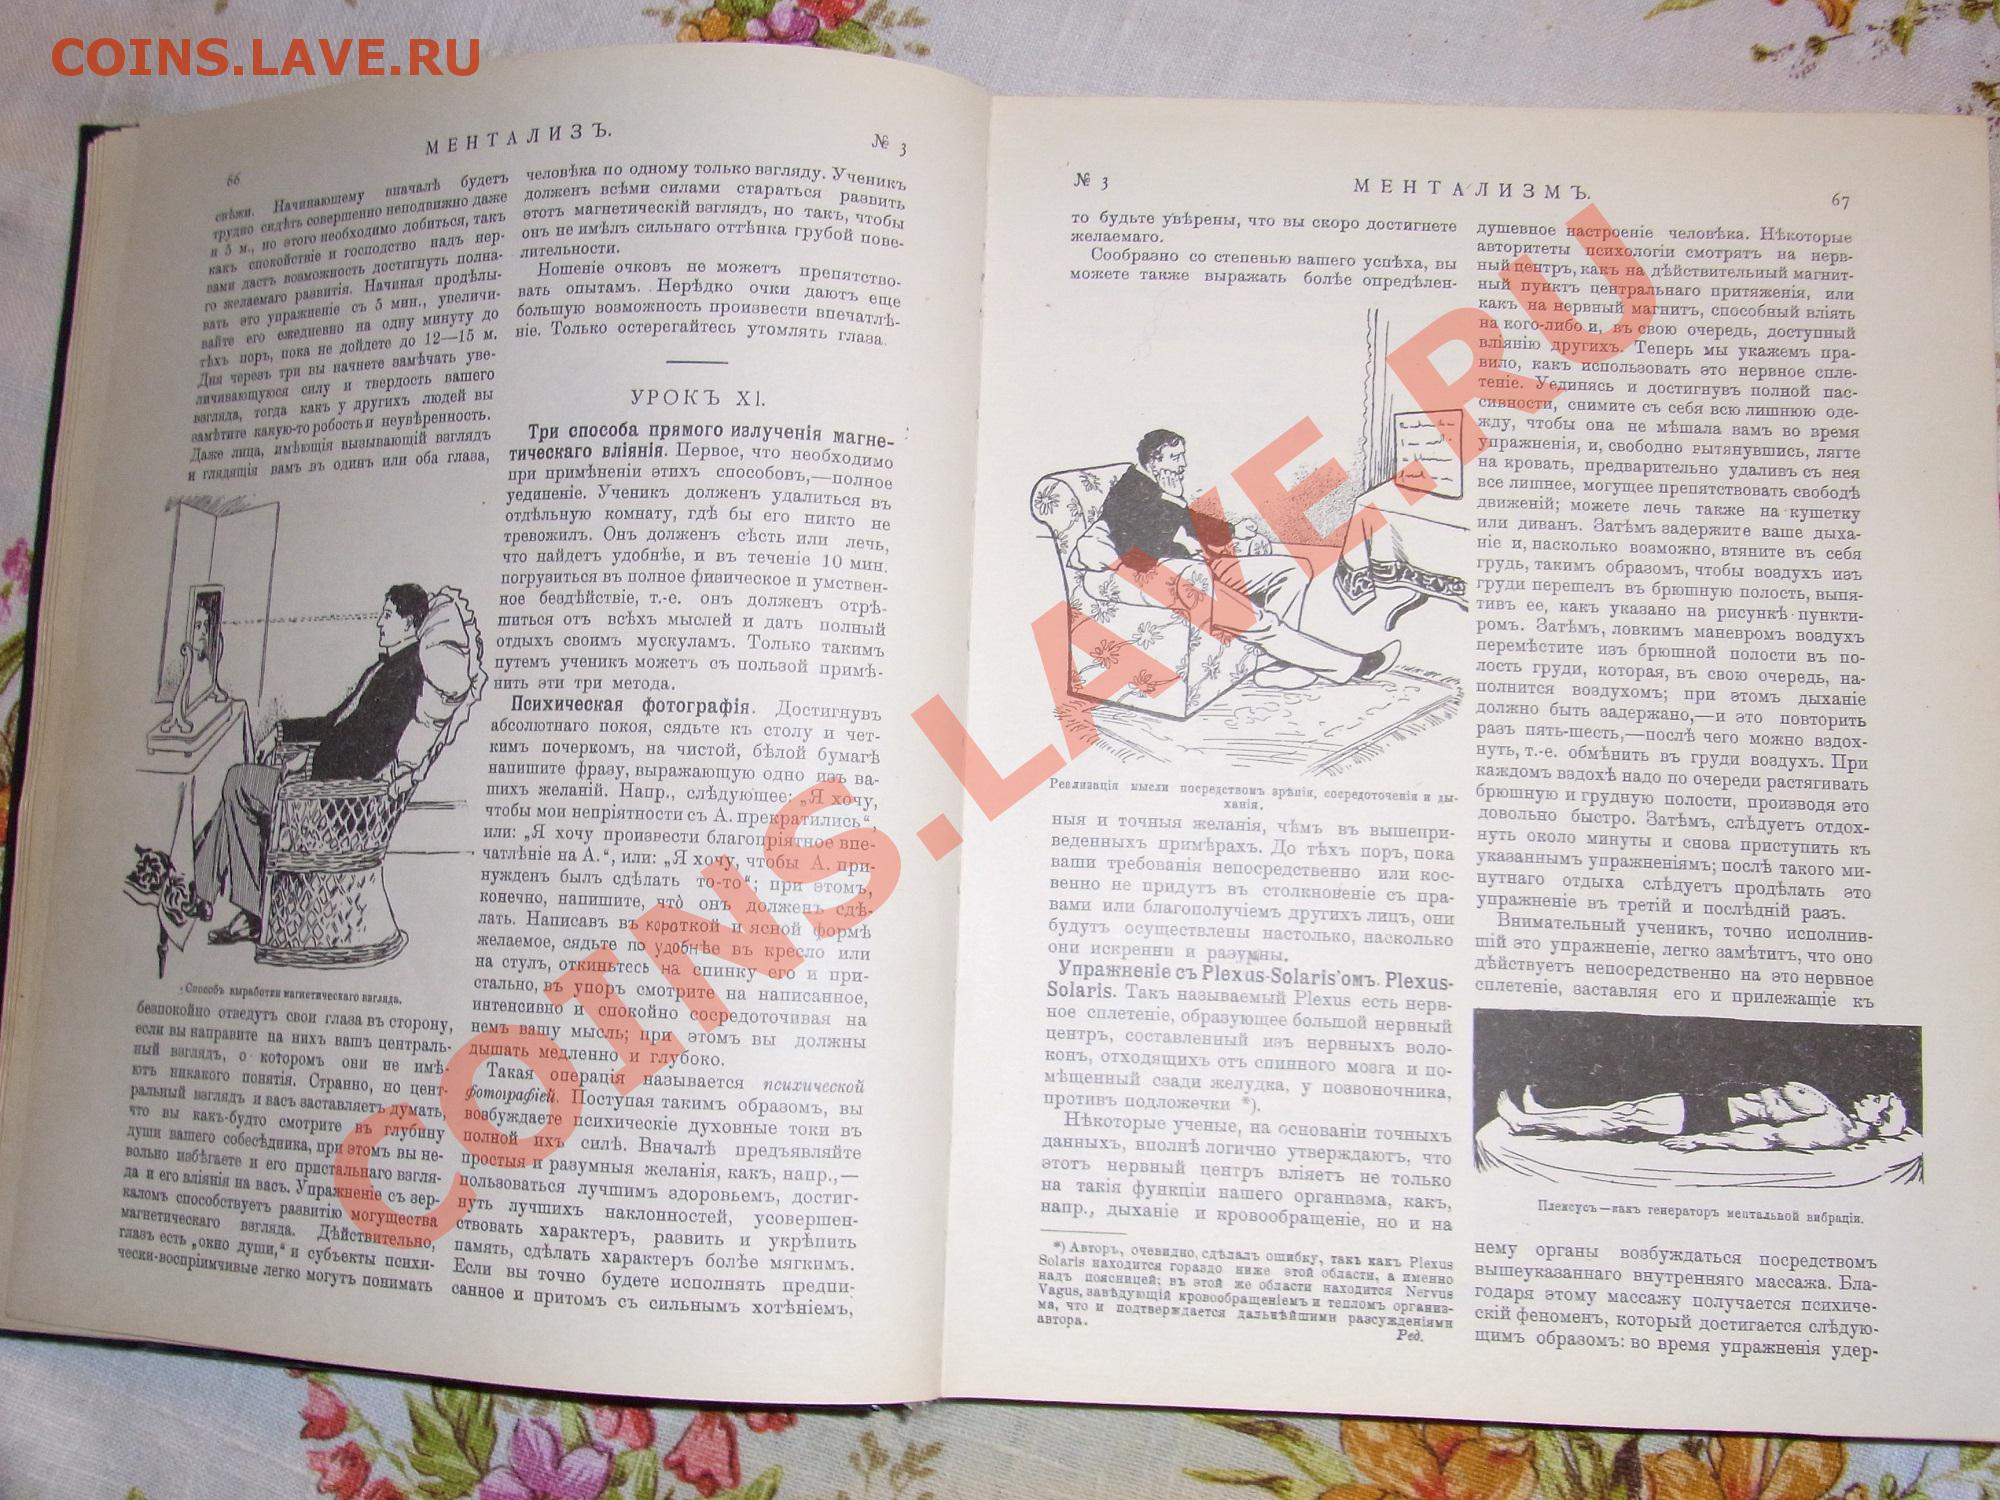 COINS.LAVE.RU
66
МЕНТАЛИЗЪ.
№ 3
свѣжи. Начинающему вначалѣ будетъ
трудно сидѣть совершенно неподвижно даже
и 5 м., но этого необходимо добиться, такъ
какъ спокойствіе и господство надъ нер-
вами дастъ возможность достигнуть полна-
го желаемаго развитія. Начиная продѣлы-
вать это упражненіе съ 5 мин., увеличи-
вайте его ежедневно на одну минуту до
тѣхъ поръ, пока не дойдете до 12—15 м.
Дня черезъ три вы начнете замѣчать уве-
личивающуюся силу и твердость вашего
взгляда, тогда какъ у другихъ людей вы
замѣтите какую-то робость и неувѣренность.
Даже лица, имѣющія вызывающій взглядъ
и глядящія вамъ въ одинъ или оба глаза,
Способъ выработки магнетическаго взгляда.
безпокойно отведутъ свои глаза въ сторону,
если вы направите на нихъ вашъ централь-
ный взглядъ, о которомъ они не имѣ-
ютъ никакого понятія. Странно, но цент-
ральный взглядъ и васъ заставляетъ думать,
что вы какъ-будто смотрите въ глубину
души вашего собесѣдника, при этомъ вы не-
вольно избѣгаете и его пристальнаго взгля-
да и его вліянія на васъ. Упражненіе съ зер-
каломъ способствуетъ развитію могущества
магнетическаго взгляда. Дѣйствительно,
глазъ есть „окно души,“ и субъекты психи-
чески-воспріимчивые легко могутъ понимать
человѣка по одному только взгляду. Ученикъ
долженъ всѣми силами стараться развить
этотъ магнетическій взглядъ, но такъ, чтобы
онъ не имѣлъ сильнаго оттѣнка грубой пове-
лительности.
Ношеніе очковъ не можетъ препятство-
вать опытамъ. Нерѣдко очки даютъ еще
большую возможность произвести впечатлѣ-
ніе. Только остерегайтесь утомлять глаза.
УРОКЪ XI.
Три способа прямого излученія магне-
тическаго вліянія. Первое, что необходимо
при примѣненіи этихъ способовъ,—полное
уединеніе. Ученикъ долженъ удалиться въ
отдѣльную комнату, гдѣ бы его никто не
тревожилъ. Онъ долженъ сѣсть или лечь,
что найдетъ удобнѣе, и въ теченіе 10 мин.
погрузиться въ полное физическое и умствен-
ное бездѣйствіе, т.-е. онъ долженъ отрѣ-
шиться отъ всѣхъ мыслей и дать полный
отдыхъ своимъ мускуламъ. Только такимъ
путемъ ученикъ можетъ съ пользой примѣ-
нить эти три метода.
Психическая фотографія. Достигнувъ
абсолютнаго покоя, сядьте къ столу и чет-
кимъ почеркомъ, на чистой, бѣлой бумагѣ
напишите фразу, выражающую одно изъ ва-
шихъ желаній. Напр., слѣдующее: „Я хочу,
чтобы мои непріятности съ А. прекратились“,
или: „Я хочу произвести благопріятное впе-
чатлѣніе на А.“, или: „Я хочу, чтобы А. при-
нужденъ былъ сдѣлать то-то“; при этомъ,
конечно, напишите, что̀ онъ долженъ сдѣ-
лать. Написавъ въ короткой и ясной формѣ
желаемое, сядьте поудобнѣе въ кресло или
на стулъ, откиньтесь на спинку его и при-
стально, въ упоръ смотрите на написанное,
интенсивно и спокойно сосредоточивая на
немъ вашу мысль; при этомъ вы должны
дышать медленно и глубоко.
Такая операція называется психической
фотографіей. Поступая такимъ образомъ, вы
возбуждаете психическіе духовные токи въ
полной ихъ силѣ. Вначалѣ предъявляйте
простыя и разумныя желанія, какъ, напр.,—
пользоваться лучшимъ здоровьемъ, достиг-
нуть лучшихъ наклонностей, усовершен-
ствовать характеръ, развить и укрѣпить
память, сдѣлать характеръ болѣе мягкимъ.
Если вы точно будете исполнять предпи-
санное и притомъ съ сильнымъ хотѣніемъ,
№ 3
МЕНТАЛИЗМЪ.
67
то будьте увѣрены, что вы скоро достигнете
желаемаго.
Сообразно со степенью вашего успѣха, вы
можете также выражать болѣе опредѣлен-
Реализація мысли посредствомъ зрѣнія, сосредоточенія и ды-
ханія.
ныя и точныя желанія, чѣмъ въ вышепри-
веденныхъ примѣрахъ. До тѣхъ поръ, пока
ваши требованія непосредственно или кос-
венно не придутъ въ столкновеніе съ пра-
вами или благополучіемъ другихъ лицъ, они
будутъ осуществлены настолько, насколько
они искренни и разумны.
Упражненіе съ Plexus-Solaris'омъ. Plexus-
Solaris. Такъ называемый Plexus есть нерв-
ное сплетеніе, образующее большой нервный
центръ, составленный изъ нервныхъ воло-
конъ, отходящихъ отъ спинного мозга и по-
мѣщенный сзади желудка, у позвоночника,
противъ подложечки *).
Нѣкоторые ученые, на основаніи точныхъ
данныхъ, вполнѣ логично утверждаютъ, что
этотъ нервный центръ вліяетъ не только
на такія функціи нашего организма, какъ,
напр., дыханіе и кровообращеніе, но и на
*) Авторъ, очевидно, сдѣлалъ ошибку, такъ какъ Plexus
Solaris находится гораздо ниже этой области, а именно
надъ поясницей; въ этой же области находится Nervus
Vagus, завѣдующій кровообращеніемъ и тепломъ организ-
ма, что и подтверждается дальнѣйшими разсужденіями
автора.
Ред.
душевное настроеніе человѣка. Нѣкоторые
авторитеты психологіи смотрятъ на нерв-
ный центръ, какъ на дѣйствительный магнит-
ный пунктъ центральнаго притяженія, или
какъ на нервный магнитъ, способный вліять
на кого-либо и, въ свою очередь, доступный
вліянію другихъ. Теперь мы укажемъ пра-
вило, какъ использовать это нервное спле-
теніе. Уединясь и достигнувъ полной пас-
сивности, снимите съ себя всю лишнюю оде-
жду, чтобы она не мѣшала вамъ во время
упражненія, и, свободно вытянувшись, лягте
на кровать, предварительно удаливъ съ нея
все лишнее, могущее препятствовать свободѣ
движеній; можете лечь также на кушетку
или диванъ. Затѣмъ задержите ваше дыха-
ніе и, насколько возможно, втяните въ себя
грудь, такимъ образомъ, чтобы воздухъ изъ
груди перешелъ въ брюшную полость, выпя-
тивъ ее, какъ указано на рисункѣ пункти-
ромъ. Затѣмъ, ловкимъ маневромъ воздухъ
перемѣстите изъ брюшной полости въ по-
лость груди, которая, въ свою очередь, на-
полнится воздухомъ; при этомъ дыханіе
должно быть задержано,—и это повторить
разъ пять-шесть,—послѣ чего можно вздох-
нуть, т.-е. обмѣнить въ груди воздухъ. При
каждомъ вздохѣ надо по очереди растягивать
брюшную и грудную полости, производя это
довольно быстро. Затѣмъ, слѣдуетъ отдох-
нуть около минуты и снова приступить къ
указаннымъ упражненіямъ; послѣ такого ми-
нутнаго отдыха слѣдуетъ продѣлать это
упражненіе въ третій и послѣдній разъ.
Внимательный ученикъ, точно исполнив-
шій это упражненіе, легко замѣтитъ, что оно
дѣйствуетъ непосредственно на это нервное
сплетеніе, заставляя его и прилежащіе къ
Плексусъ—какъ генераторъ ментальной вибраціи.
нему органы возбуждаться посредствомъ
вышеуказаннаго внутренняго массажа. Бла-
годаря этому массажу получается психиче-
скій феноменъ, который достигается слѣдую-
щимъ образомъ: во время упражненія удер-
COINS.LAVE.RU